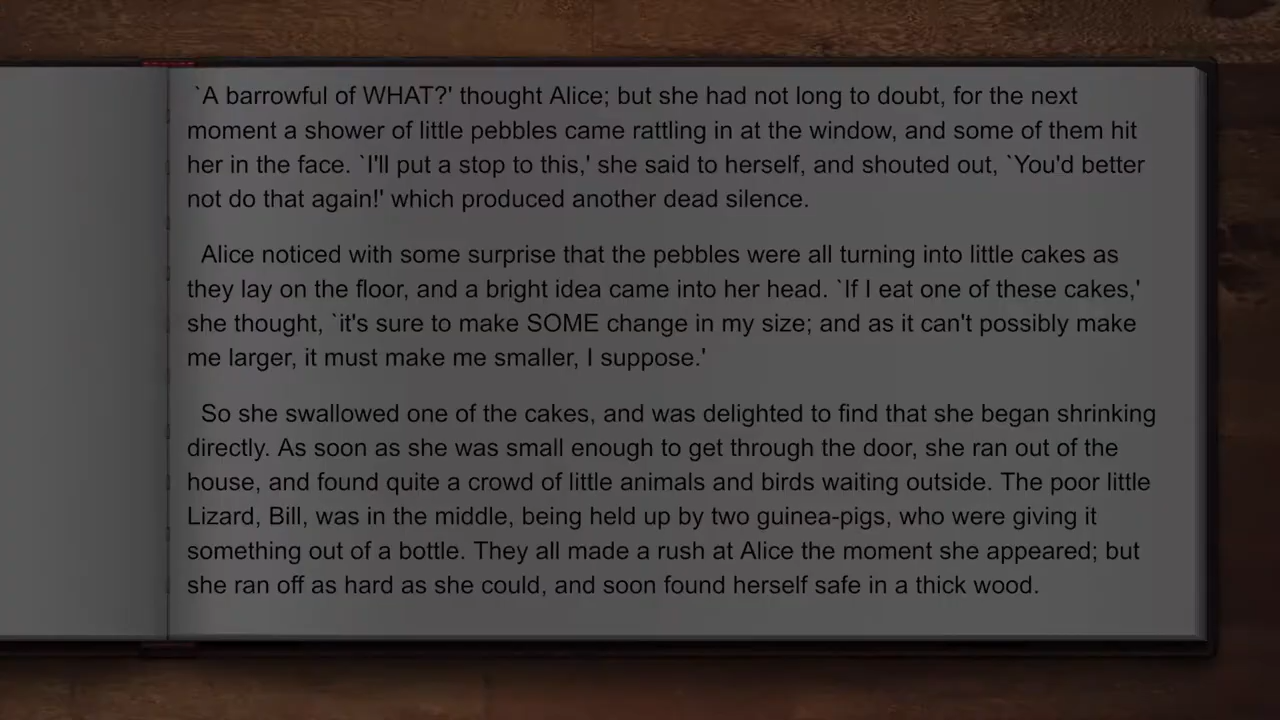 `A barrowful of WHAT?' thought Alice; but she had not long to doubt, for the next
moment a shower of little pebbles came rattling in at the window, and some of them hit
her in the face. `I'll put a stop to this,' she said to herself, and shouted out, `You'd better
not do that again!' which produced another dead silence.
Alice noticed with some surprise that the pebbles were all turning into little cakes as
they lay on the floor, and a bright idea came into her head. `If I eat one of these cakes,'
she thought, `it's sure to make SOME change in my size; and as it can't possibly make
me larger, it must make me smaller, I suppose.'
So she swallowed one of the cakes, and was delighted to find that she began shrinking
directly. As soon as she was small enough to get through the door, she ran out of the
house, and found quite a crowd of little animals and birds waiting outside. The poor little
Lizard, Bill, was in the middle, being held up by two guinea-pigs, who were giving it
something out of a bottle. They all made a rush at Alice the moment she appeared; but
she ran off as hard as she could, and soon found herself safe in a thick wood.